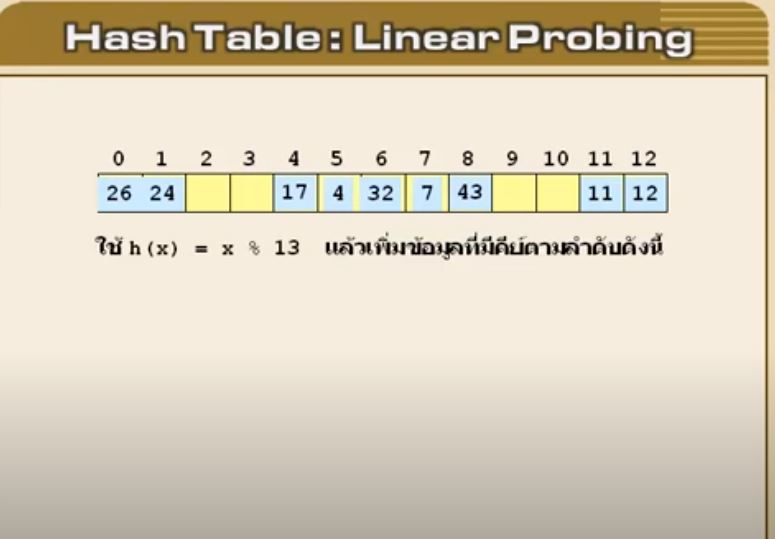 Hash Table : Linear Probing
0 1 2 3 4 5 6 7 8 9 10 11 12
26 24 17 4 32 7 43 11 12
ใช้ h(x) = x % 13 แล้วเพิ่มข้อมูลที่มีคีย์ตามลำดับดังนี้